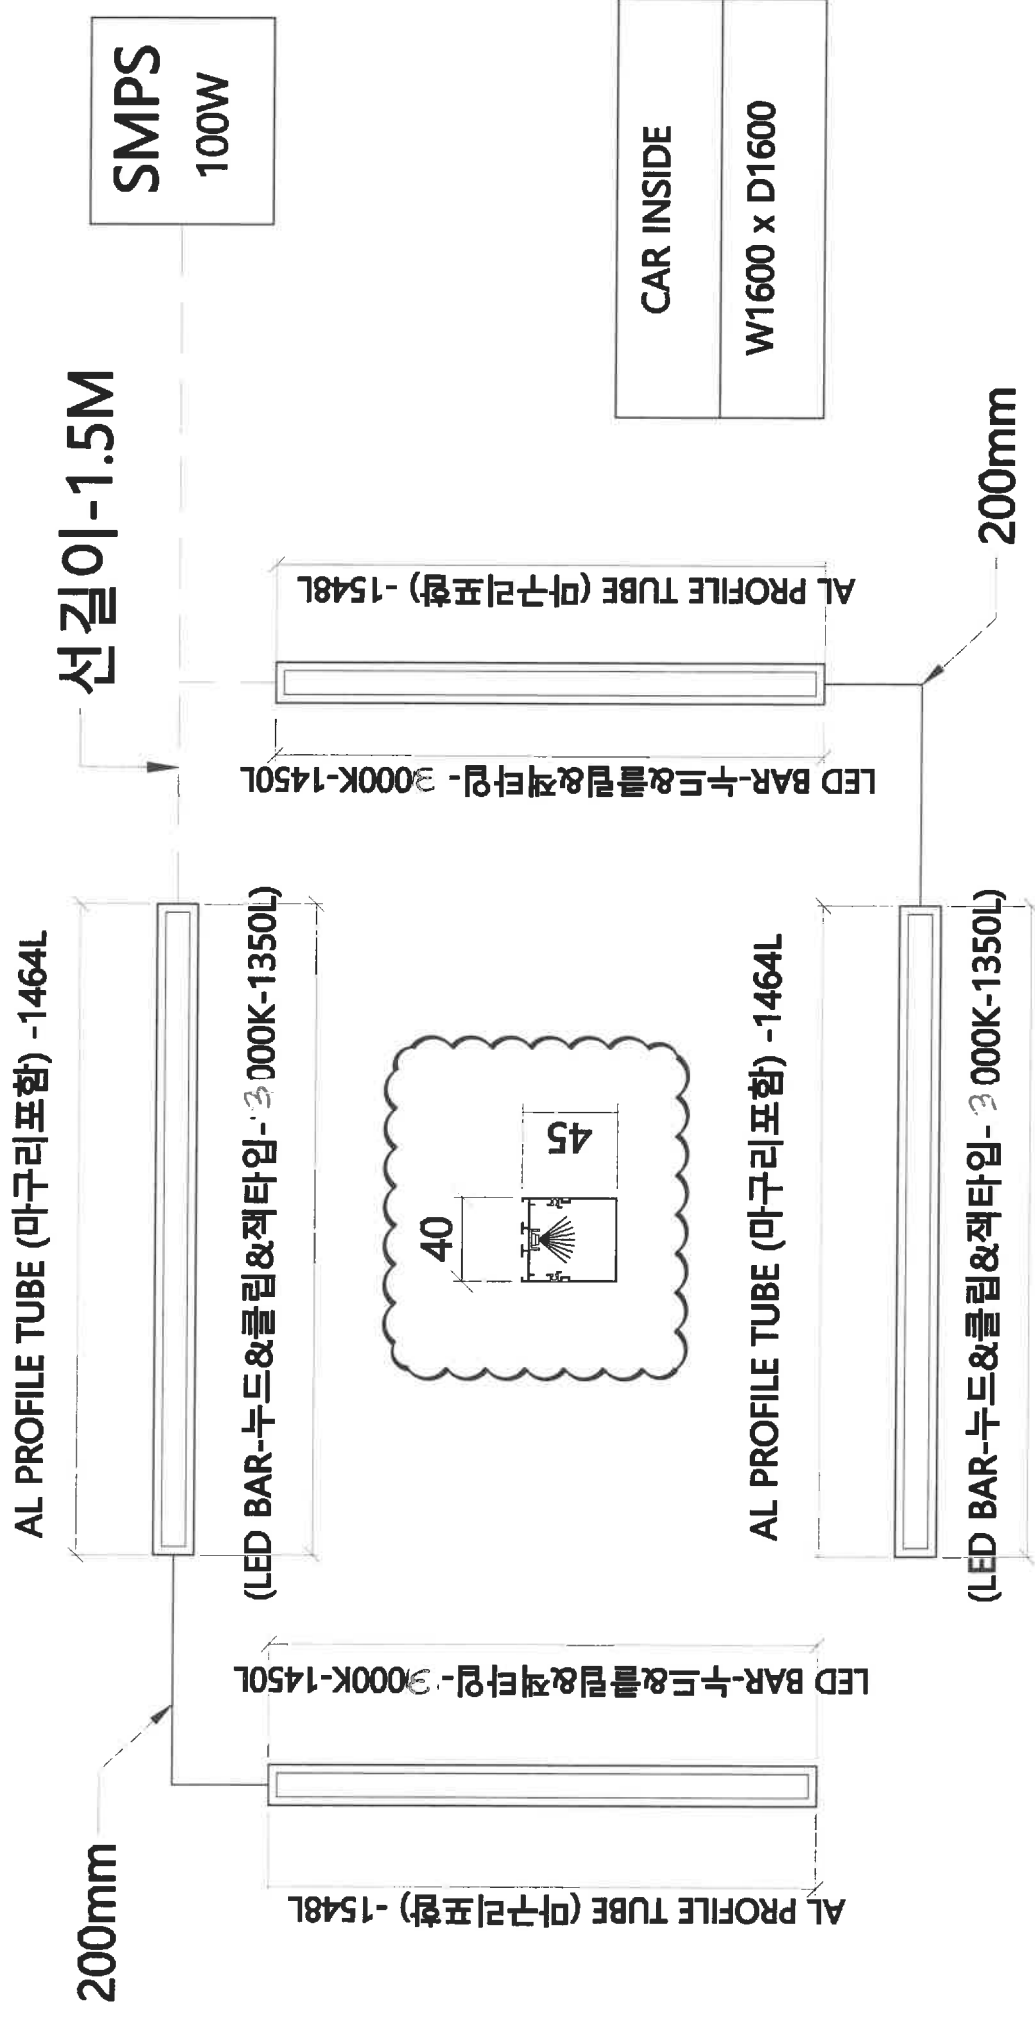 SMPS
100W
선길이-1.5M
CAR INSIDE
W1600 x D1600
200mm
AL PROFILE TUBE (마구리포함) -1548L
LED BAR-누드&클립&잭타입- 3000K-1450L
AL PROFILE TUBE (마구리포함) -1464L
(LED BAR-누드&클립&잭타입-3000K-1350L)
40
45
AL PROFILE TUBE (마구리포함) -1464L
(LED BAR-누드&클립&잭타입- 3000K-1350L)
LED BAR-누드&클립&잭타입- 3000K-1450L
AL PROFILE TUBE (마구리포함) -1548L
200mm